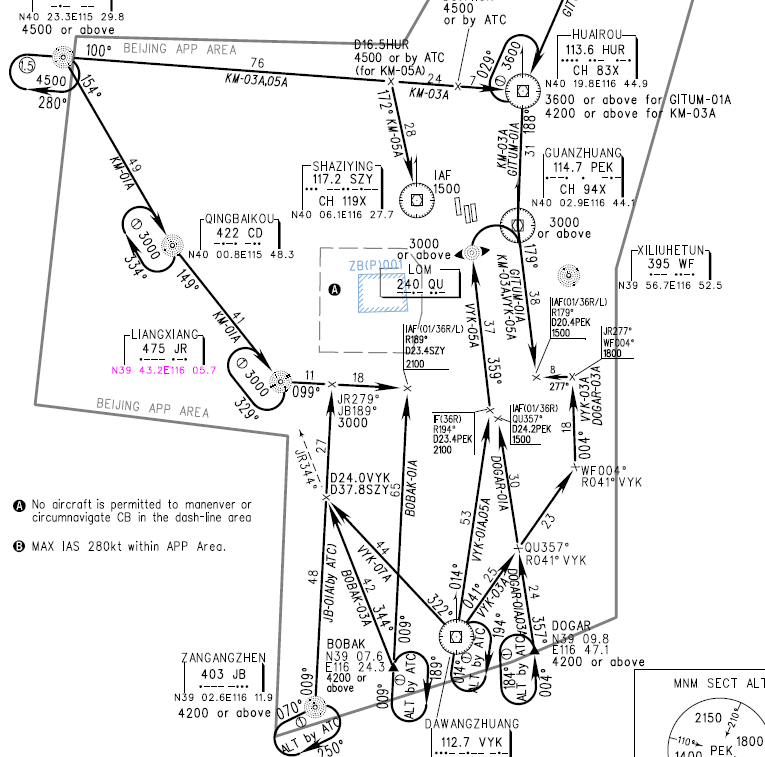 N40 23.3E115 29.8
4500 or above
BEIJING APP AREA
100°
76
KM-03A,05A
1.5
4500
280°
154°
49
KM-01A
D16.5HUR
4500 or by ATC
(for KM-05A)
4500
or by ATC
24
KM-03A
7
172°
KM-05A
28
029°
1
3600
HUAIROU
113.6 HUR
CH 83X
N40 19.8E116 44.9
3600 or above for GITUM-01A
4200 or above for KM-03A
188°
KM-03A
GITUM-01A
31
SHAZIYING
117.2 SZY
CH 119X
N40 06.1E116 27.7
IAF
1500
GUANZHUANG
114.7 PEK
CH 94X
N40 02.9E116 44.1
3000
or above
179°
QINGBAIKOU
422 CD
N40 00.8E115 48.3
1
3000
334°
149°
41
KM-01A
3000
or above
LOM
240 QU
ZB(P)001
A
KM-03A,VYK-05A
GITUM-01A
38
XILIUHETUN
395 WF
N39 56.7E116 52.5
LIANGXIANG
475 JR
N39 43.2E116 05.7
1
3000
329°
11
099°
18
JR279°
JB189°
3000
IAF(01/36R/L)
R189°
D23.4SZY
2100
VYK-05A
37
359°
IAF(01/36R/L)
R179°
D20.4PEK
1500
JR277°
WF004°
1800
8
277°
BEIJING APP AREA
27
JR344°
IF(36R)
R194°
D23.4PEK
2100
IAF(01/36R)
QU357°
D24.2PEK
1500
VYK-03A
DOGAR-03A
18
004°
D24.0VYK
D37.8SZY
65
BOBAK-01A
DOGAR-01A
30
WF004°
R041° VYK
A No aircraft is permitted to manenver or
circumnavigate CB in the dash-line area
B MAX IAS 280kt within APP Area.
53
VYK-01A,05A
23
48
JB-01A(by ATC)
44
VYK-07A
42
BOBAK-03A
344°
QU357°
R041° VYK
014°
041°
25
VYK-03A
24
DOGAR-01A,03A
357°
322°
009°
194°
BOBAK
N39 07.6
E116 24.3
4200 or
above
DOGAR
N39 09.8
E116 47.1
4200 or above
ZANGANGZHEN
403 JB
N39 02.6E116 11.9
4200 or above
009°
070°
1
ALT by ATC
250°
009°
1
ALT by ATC
189°
014°
1
ALT by ATC
184°
1
ALT by ATC
004°
DAWANGZHUANG
112.7 VYK
MNM SECT ALT
2150
210°
110°
1800
1400
PEK